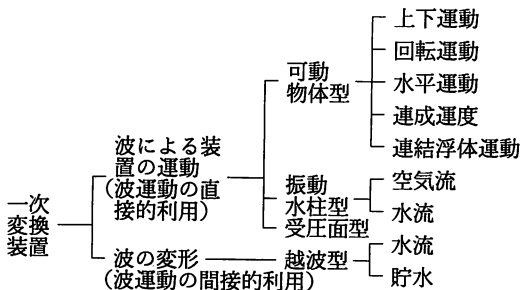 一次
変換
装置
波による装
置の運動
(波運動の直
接的利用)
可動
物体型
上下運動
回転運動
水平運動
連成運度
連結浮体運動
振動
水柱型
空気流
水流
受圧面型
波の変形
(波運動の間接的利用)
越波型
水流
貯水